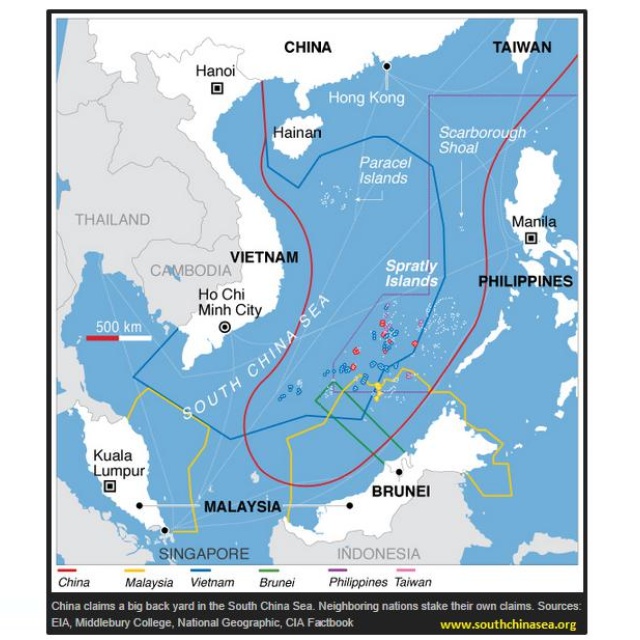 CHINA
TAIWAN
Hanoi
Hong Kong
Hainan
Scarborough
Shoal
Paracel
Islands
THAILAND
Manila
VIETNAM
CAMBODIA
Spratly
Islands
PHILIPPINES
Ho Chi
Minh City
500 km
SOUTH CHINA SEA
Kuala
Lumpur
BRUNEI
MALAYSIA
SINGAPORE
INDONESIA
China
Malaysia
Vietnam
Brunei
Philippines
Taiwan
China claims a big back yard in the South China Sea. Neighboring nations stake their own claims. Sources:
EIA, Middlebury College, National Geographic, CIA Factbook
www.southchinasea.org